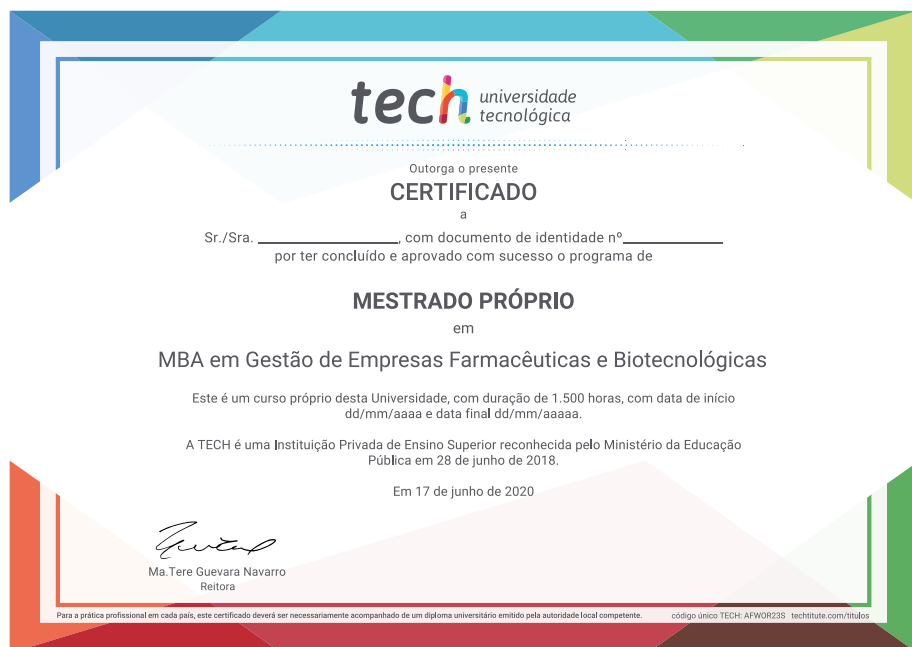 tech universidade
tecnológica
Outorga o presente
CERTIFICADO
a
Sr./Sra. ________________, com documento de identidade nº____________
por ter concluído e aprovado com sucesso o programa de
MESTRADO PRÓPRIO
em
MBA em Gestão de Empresas Farmacêuticas e Biotecnológicas
Este é um curso próprio desta Universidade, com duração de 1.500 horas, com data de início
dd/mm/aaaa e data final dd/mm/aaaaa.
A TECH é uma Instituição Privada de Ensino Superior reconhecida pelo Ministério da Educação
Pública em 28 de junho de 2018.
Em 17 de junho de 2020
Ma.Tere Guevara Navarro
Reitora
Para a prática profissional em cada país, este certificado deverá ser necessariamente acompanhado de um diploma universitário emitido pela autoridade local competente. código único TECH: AFWOR23S techtitute.com/titulos